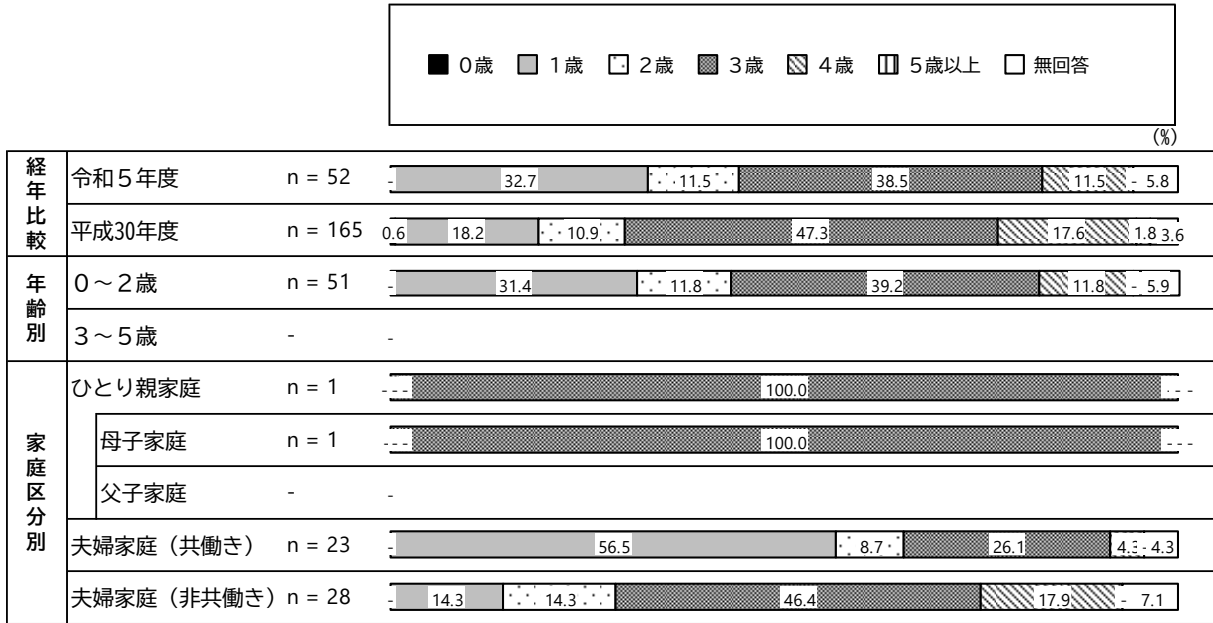 ０歳 １歳 ２歳 ３歳 ４歳 ５歳以上 無回答
(%)
経年比較
令和５年度 n = 52 - 32.7 11.5 38.5 11.5 - 5.8
平成30年度 n = 165 0.6 18.2 10.9 47.3 17.6 1.8 3.6
年齢別
０～２歳 n = 51 - 31.4 11.8 39.2 11.8 - 5.9
３～５歳 - -
家庭区分別
ひとり親家庭 n = 1 - - - 100.0 - - -
母子家庭 n = 1 - - - 100.0 - - -
父子家庭 - -
夫婦家庭（共働き） n = 23 - 56.5 8.7 26.1 4.3 - 4.3
夫婦家庭（非共働き） n = 28 - 14.3 14.3 46.4 17.9 - 7.1